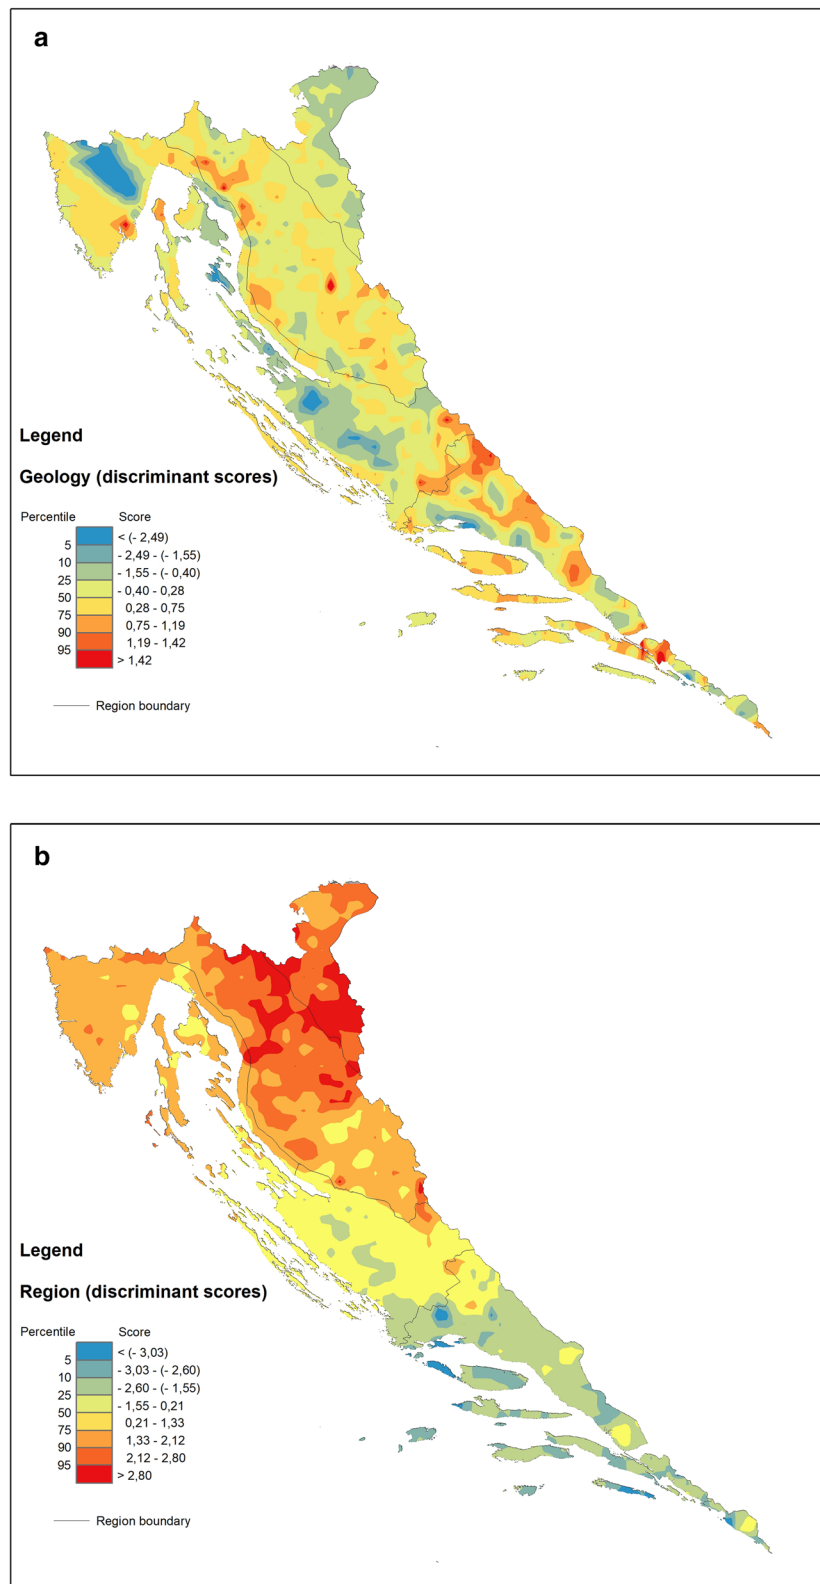 a
Legend
Geology (discriminant scores)
Percentile Score
< (- 2,49)
5
- 2,49 - (- 1,55)
10
- 1,55 - (- 0,40)
25
- 0,40 - 0,28
50
0,28 - 0,75
75
0,75 - 1,19
90
1,19 - 1,42
95
> 1,42
Region boundary
b
Legend
Region (discriminant scores)
Percentile Score
< (- 3,03)
5
- 3,03 - (- 2,60)
10
- 2,60 - (- 1,55)
25
- 1,55 - 0,21
50
0,21 - 1,33
75
1,33 - 2,12
90
2,12 - 2,80
95
> 2,80
Region boundary